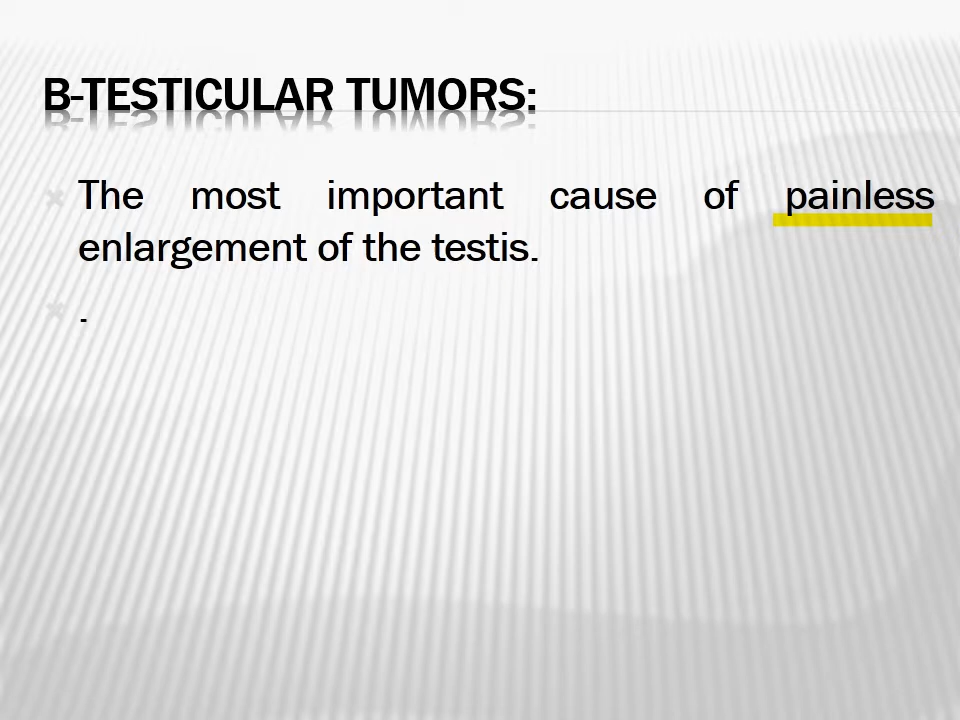 B-TESTICULAR TUMORS:
The most important cause of painless
enlargement of the testis.
-